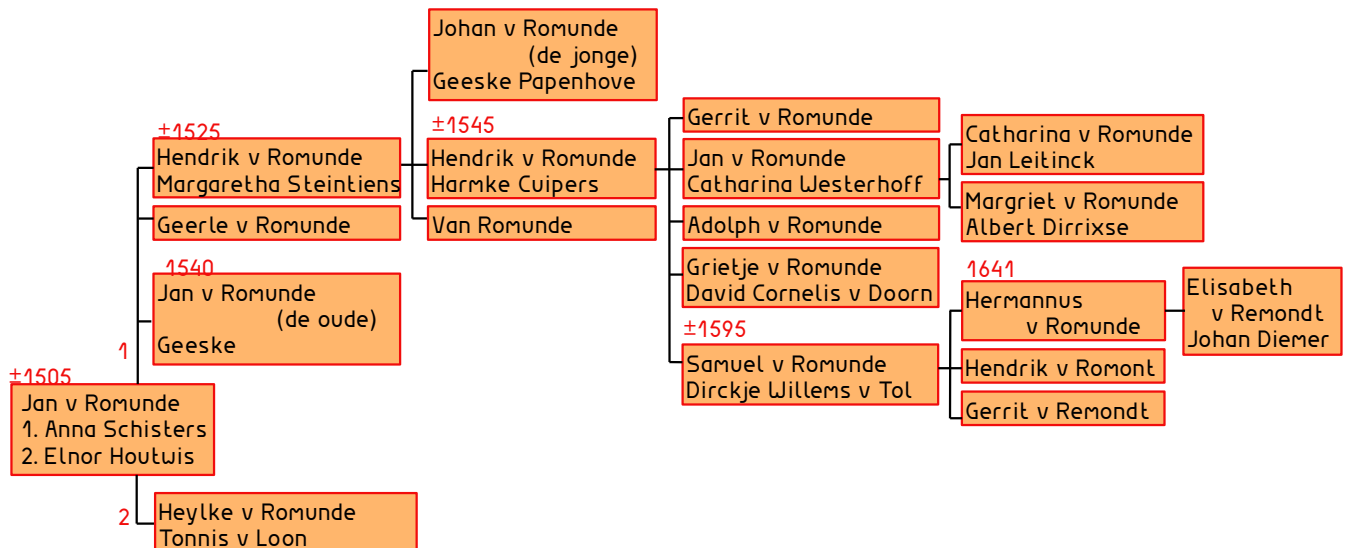 Johan v Romunde
(de jonge)
Geeske Papenhove
±1525
Hendrik v Romunde
Margaretha Steintiens
Geerle v Romunde
1540
Jan v Romunde
(de oude)
Geeske
1
±1505
Jan v Romunde
1. Anna Schisters
2. Elnor Houtwis
2
Heylke v Romunde
Tonnis v Loon
±1545
Hendrik v Romunde
Harmke Cuipers
Van Romunde
Gerrit v Romunde
Jan v Romunde
Catharina Westerhoff
Adolph v Romunde
Grietje v Romunde
David Cornelis v Doorn
±1595
Samuel v Romunde
Dirckje Willems v Tol
Catharina v Romunde
Jan Leitinck
Margriet v Romunde
Albert Dirrixse
1641
Hermannus
v Romunde
Hendrik v Romont
Gerrit v Remondt
Elisabeth
v Remondt
Johan Diemer